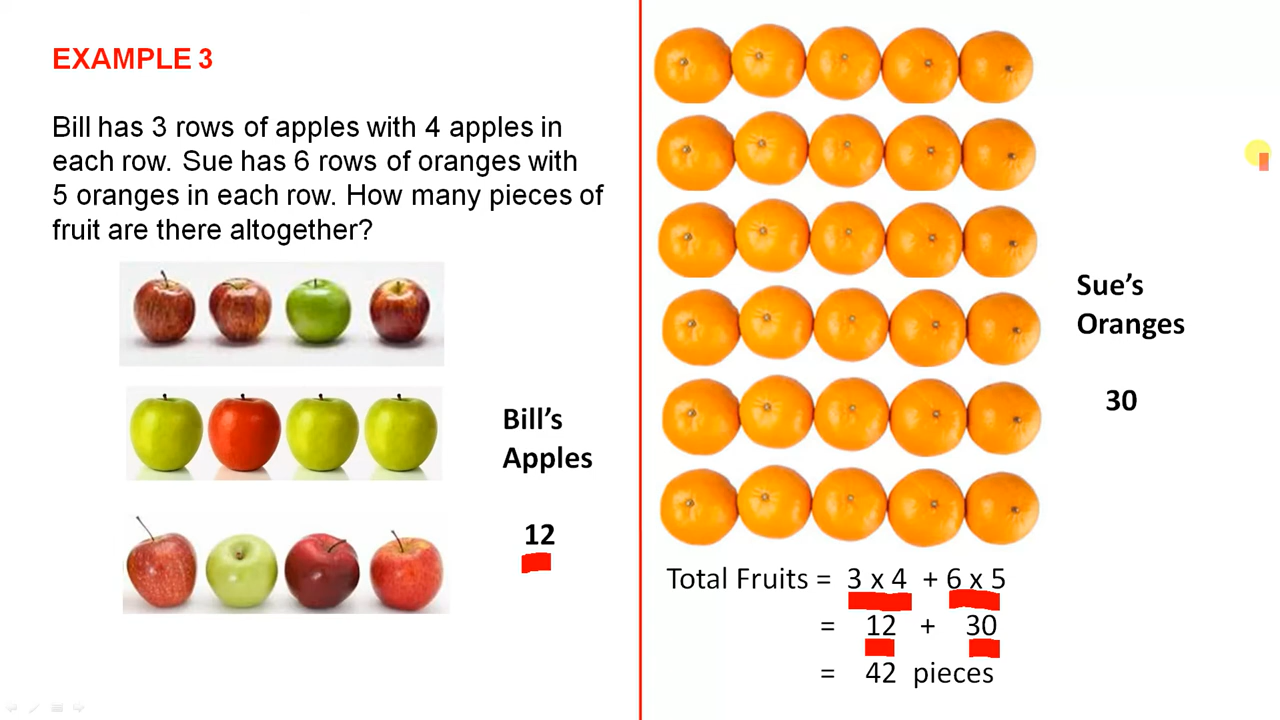 EXAMPLE 3
Bill has 3 rows of apples with 4 apples in
each row. Sue has 6 rows of oranges with
5 oranges in each row. How many pieces of
fruit are there altogether?
Bill’s
Apples
12
Sue’s
Oranges
30
Total Fruits = 3 x 4 + 6 x 5
= 12 + 30
= 42 pieces